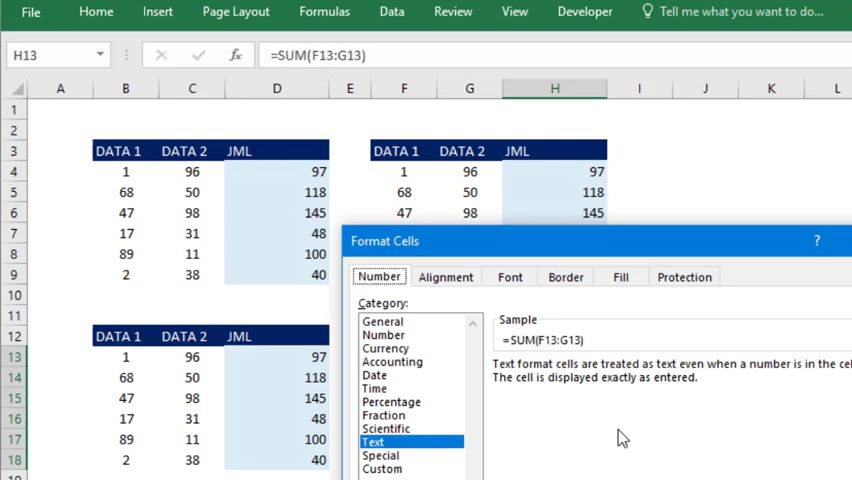 File Home Insert Page Layout Formulas Data Review View Developer Tell me what you want to do...
H13 fx =SUM(F13:G13)
A B C D E F G H I J K L
1
2
3 DATA 1 DATA 2 JML DATA 1 DATA 2 JML
4 1 96 97 1 96 97
5 68 50 118 68 50 118
6 47 98 145 47 98 145
7 17 31 48
8 89 11 100
9 2 38 40
10
11
12 DATA 1 DATA 2 JML
13 1 96 97
14 68 50 118
15 47 98 145
16 17 31 48
17 89 11 100
18 2 38 40
Format Cells ?
Number Alignment Font Border Fill Protection
Category:
General
Number
Currency
Accounting
Date
Time
Percentage
Fraction
Scientific
Text
Special
Custom
Sample
=SUM(F13:G13)
Text format cells are treated as text even when a number is in the cel
The cell is displayed exactly as entered.